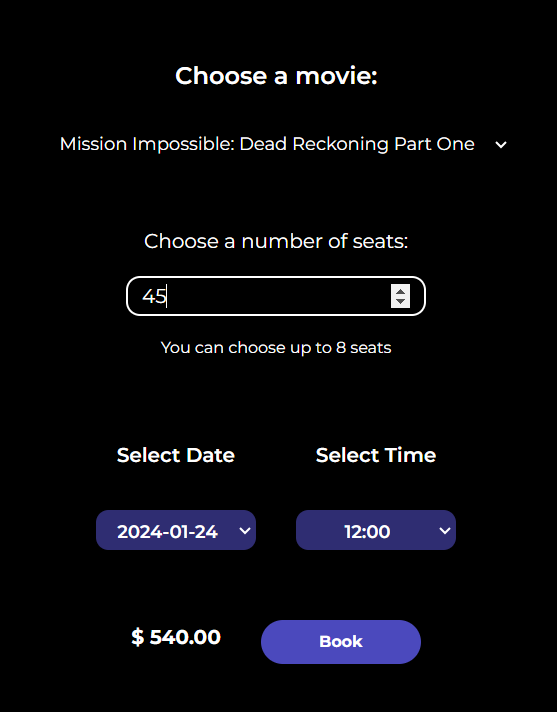 Choose a movie:
Mission Impossible: Dead Reckoning Part One
Choose a number of seats:
45
You can choose up to 8 seats
Select Date Select Time
2024-01-24 12:00
$ 540.00 Book